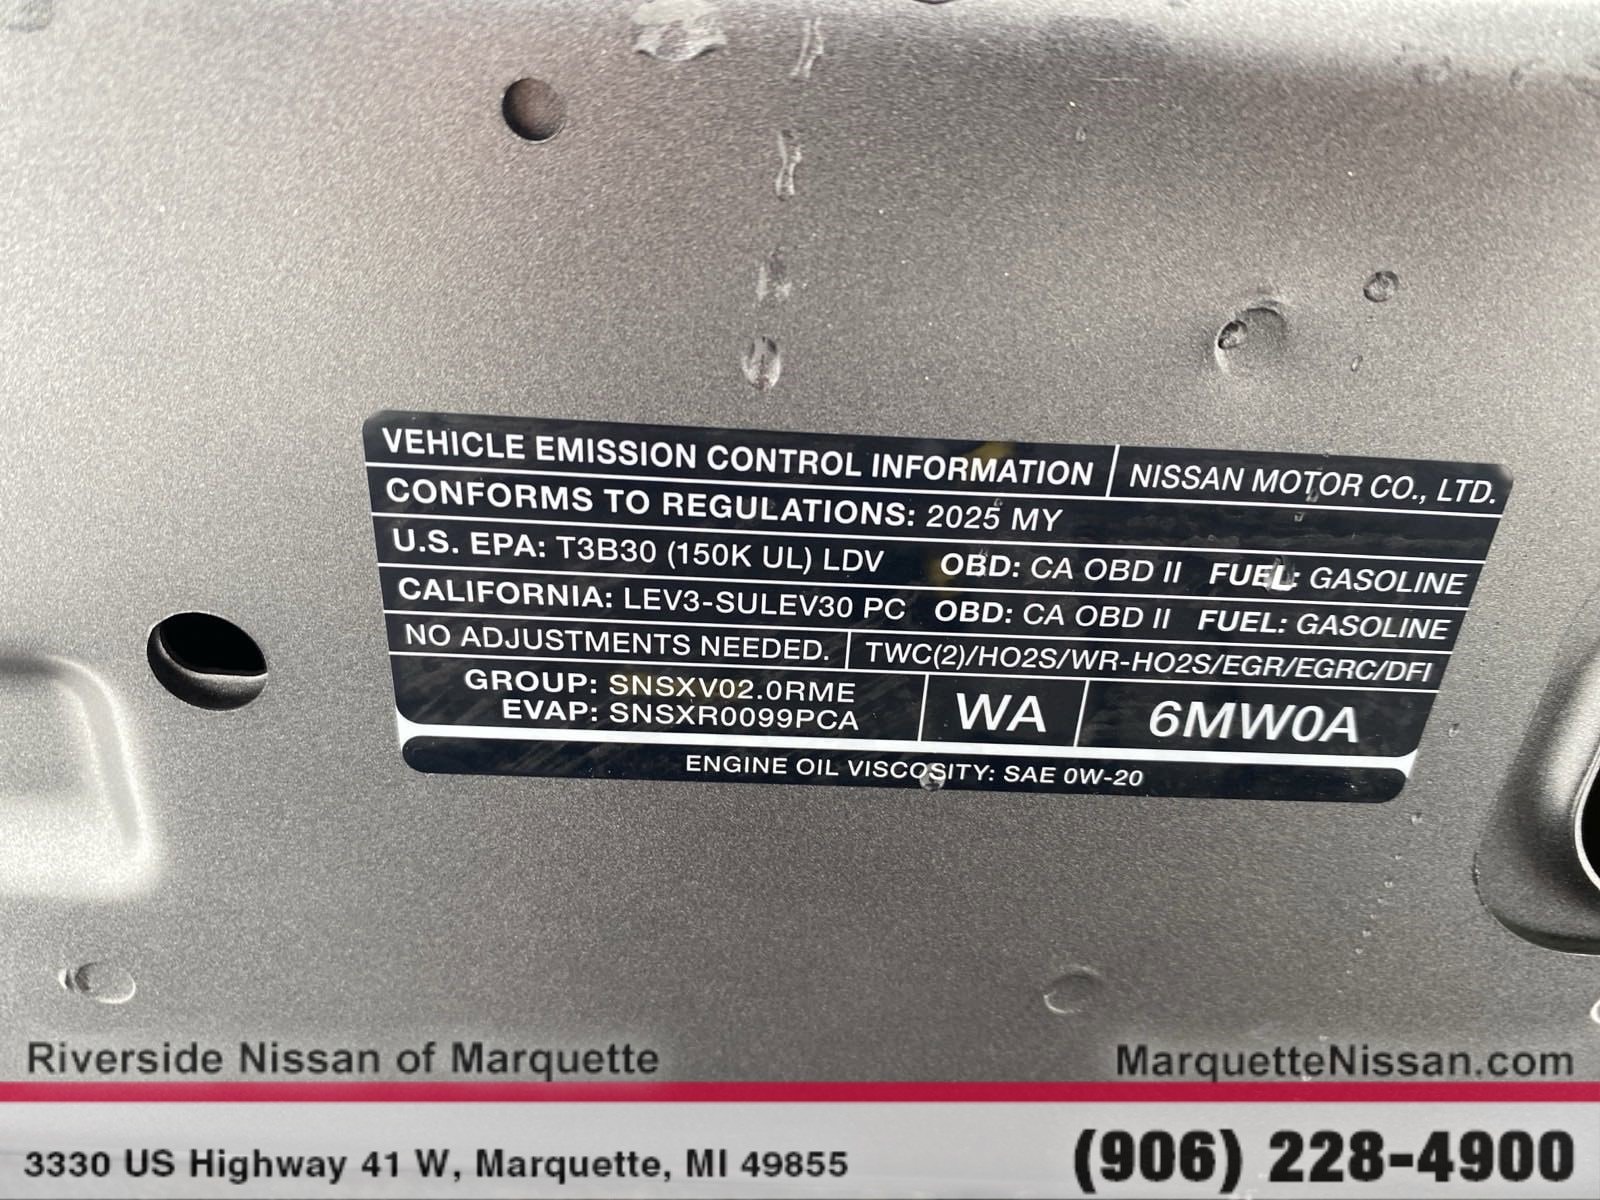 VEHICLE EMISSION CONTROL INFORMATION NISSAN MOTOR CO., LTD.
CONFORMS TO REGULATIONS: 2025 MY
U.S. EPA: T3B30 (150K UL) LDV OBD: CA OBD II FUEL: GASOLINE
CALIFORNIA: LEV3-SULEV30 PC OBD: CA OBD II FUEL: GASOLINE
NO ADJUSTMENTS NEEDED. TWC(2)/HO2S/WR-HO2S/EGR/EGRC/DFI
GROUP: SNSXV02.0RME
EVAP: SNSXR0099PCA
WA
6MW0A
ENGINE OIL VISCOSITY: SAE 0W-20
Riverside Nissan of Marquette
MarquetteNissan.com
3330 US Highway 41 W, Marquette, MI 49855
(906) 228-4900